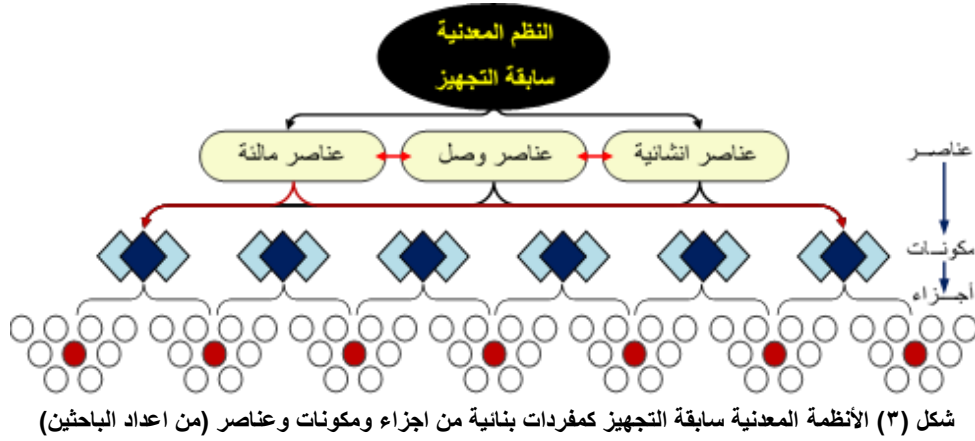 النظم المعدنية
سابقة التجهيز
عناصر انشائية
عناصر وصل
عناصر مالئة
عناصــر
مكونــات
أجــزاء
شكل (٣) الأنظمة المعدنية سابقة التجهيز كمفردات بنائية من اجزاء ومكونات وعناصر (من اعداد الباحثين)